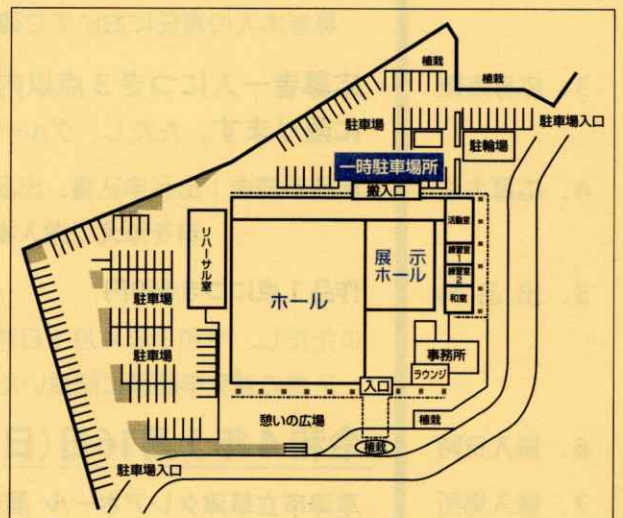 植栽
植栽
駐車場
駐車場入口
駐輪場
一時駐車場所
搬入口
リハーサル室
活動室
練習室1
練習室2
和室
展示ホール
ホール
駐車場
駐車場
事務所
ラウンジ
入口
憩いの広場
植栽
植栽
駐車場入口